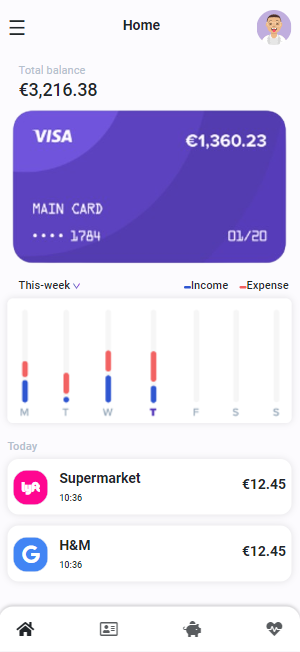 Home
Total balance
€3,216.38
VISA
€1,360.23
MAIN CARD
•••• 1784
01/20
This-week
Income
Expense
M T W T F S S
Today
lyft
Supermarket
€12.45
10:36
G
H&M
€12.45
10:36